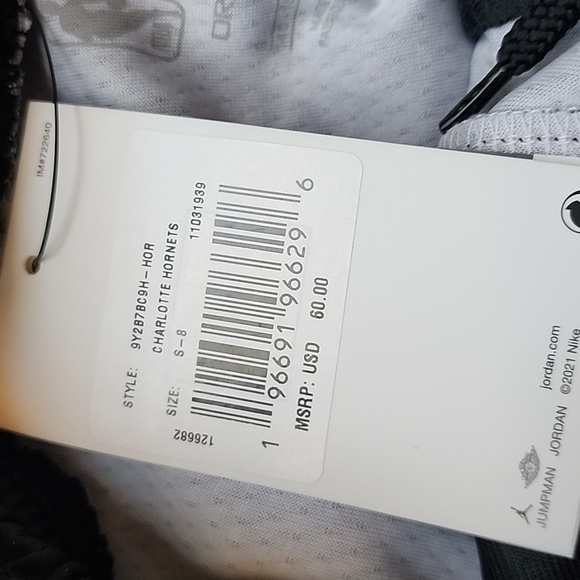 IM#722640
STYLE: 9Y2B7BC9H-HOR
CHARLOTTE HORNETS
SIZE: S-8
11031939
126682
1 96691 96629 6
MSRP: USD 60.00
JUMPMAN JORDAN
jordan.com
©2021 Nike